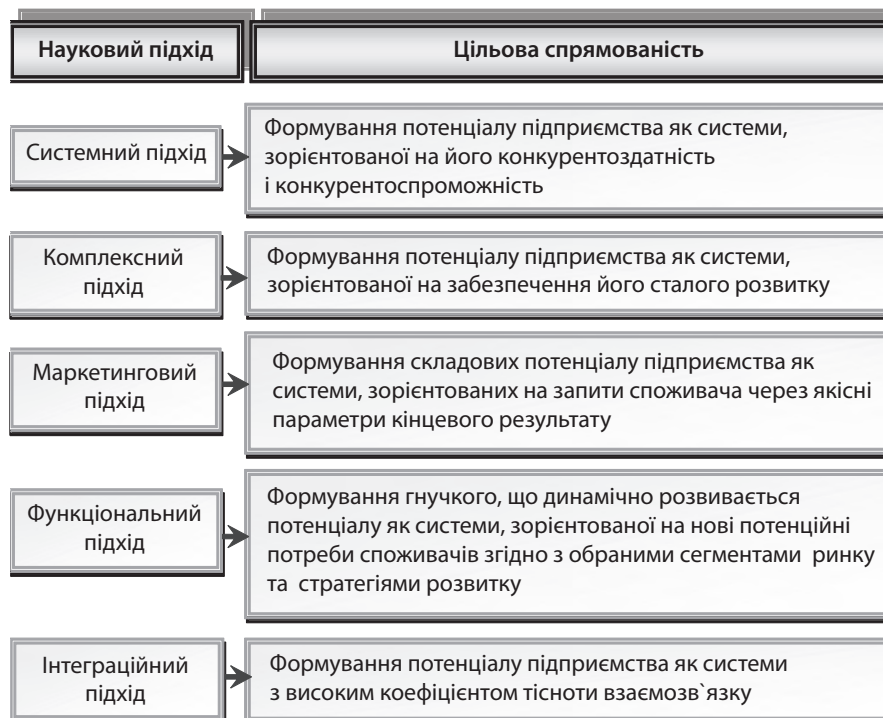 Науковий підхід
Цільова спрямованість
Системний підхід
Формування потенціалу підприємства як системи,
зорієнтованої на його конкурентоздатність
і конкурентоспроможність
Комплексний
підхід
Формування потенціалу підприємства як системи,
зорієнтованої на забезпечення його сталого розвитку
Маркетинговий
підхід
Формування складових потенціалу підприємства як
системи, зорієнтованих на запити споживача через якісні
параметри кінцевого результату
Функціональний
підхід
Формування гнучкого, що динамічно розвивається
потенціалу як системи, зорієнтованої на нові потенційні
потреби споживачів згідно з обраними сегментами ринку
та стратегіями розвитку
Інтеграційний
підхід
Формування потенціалу підприємства як системи
з високим коефіцієнтом тісноти взаємозв`язку